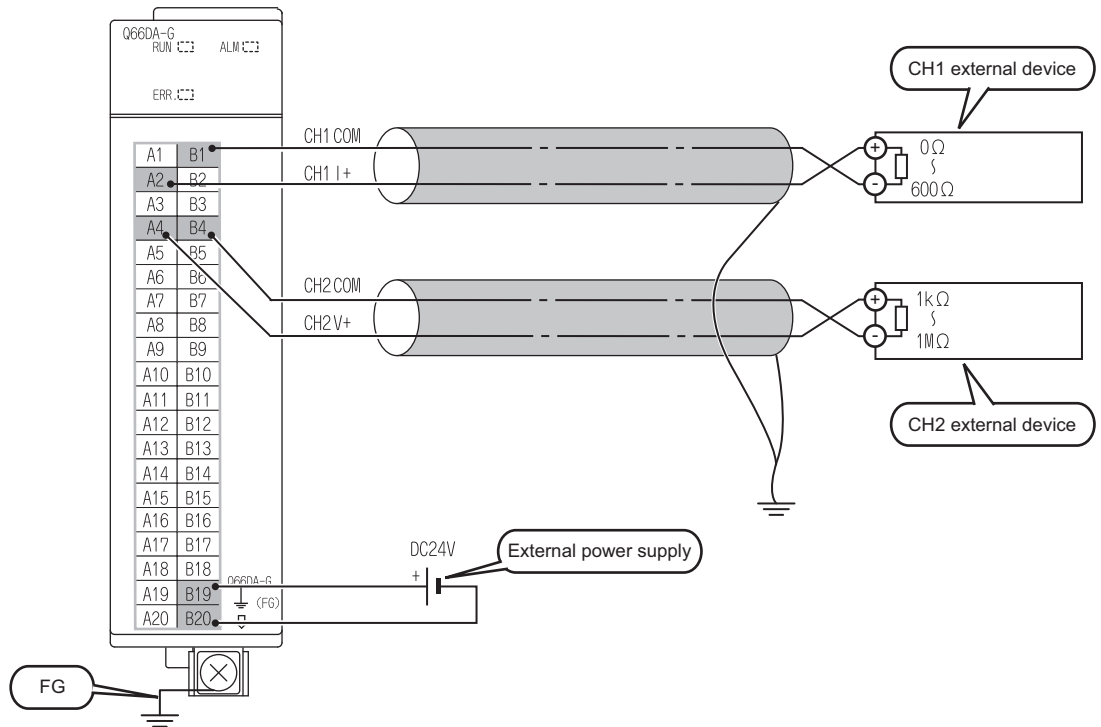 Q66DA-G
RUN ALM
ERR.
A1 B1
A2 B2
A3 B3
A4 B4
A5 B5
A6 B6
A7 B7
A8 B8
A9 B9
A10 B10
A11 B11
A12 B12
A13 B13
A14 B14
A15 B15
A16 B16
A17 B17
A18 B18
A19 B19
A20 B20
Q66DA-G
(FG)
FG
CH1 COM
CH1 I+
CH2 COM
CH2 V+
CH1 external device
+
0Ω
∫
600Ω
-
+
1kΩ
∫
1MΩ
-
CH2 external device
DC24V
+
External power supply